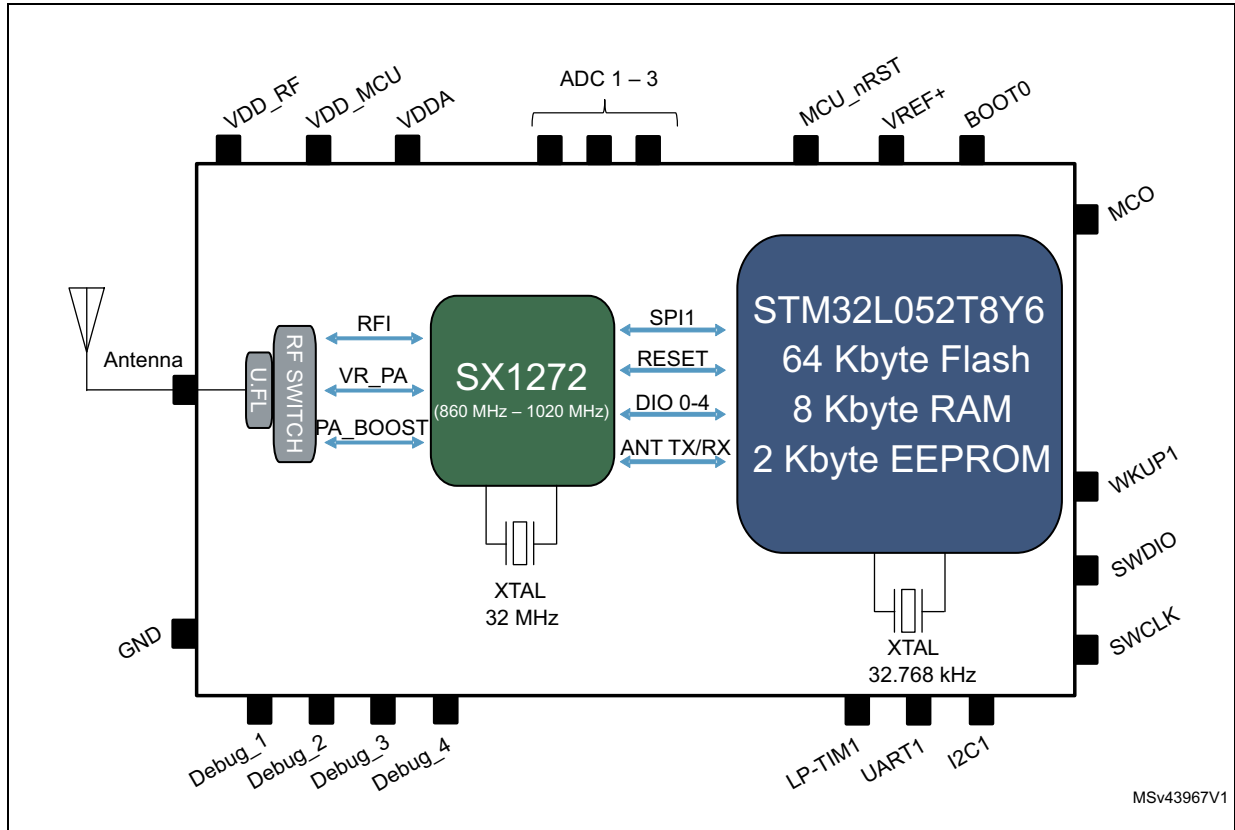 VDD_RF
VDD_MCU
VDDA
ADC 1 – 3
MCU_nRST
VREF+
BOOT0
MCO
Antenna
U.FL
RF SWITCH
RFI
VR_PA
PA_BOOST
SX1272
(860 MHz – 1020 MHz)
SPI1
RESET
DIO 0-4
ANT TX/RX
STM32L052T8Y6
64 Kbyte Flash
8 Kbyte RAM
2 Kbyte EEPROM
WKUP1
SWDIO
SWCLK
XTAL
32 MHz
XTAL
32.768 kHz
GND
Debug_1
Debug_2
Debug_3
Debug_4
LP-TIM1
UART1
I2C1
MSv43967V1